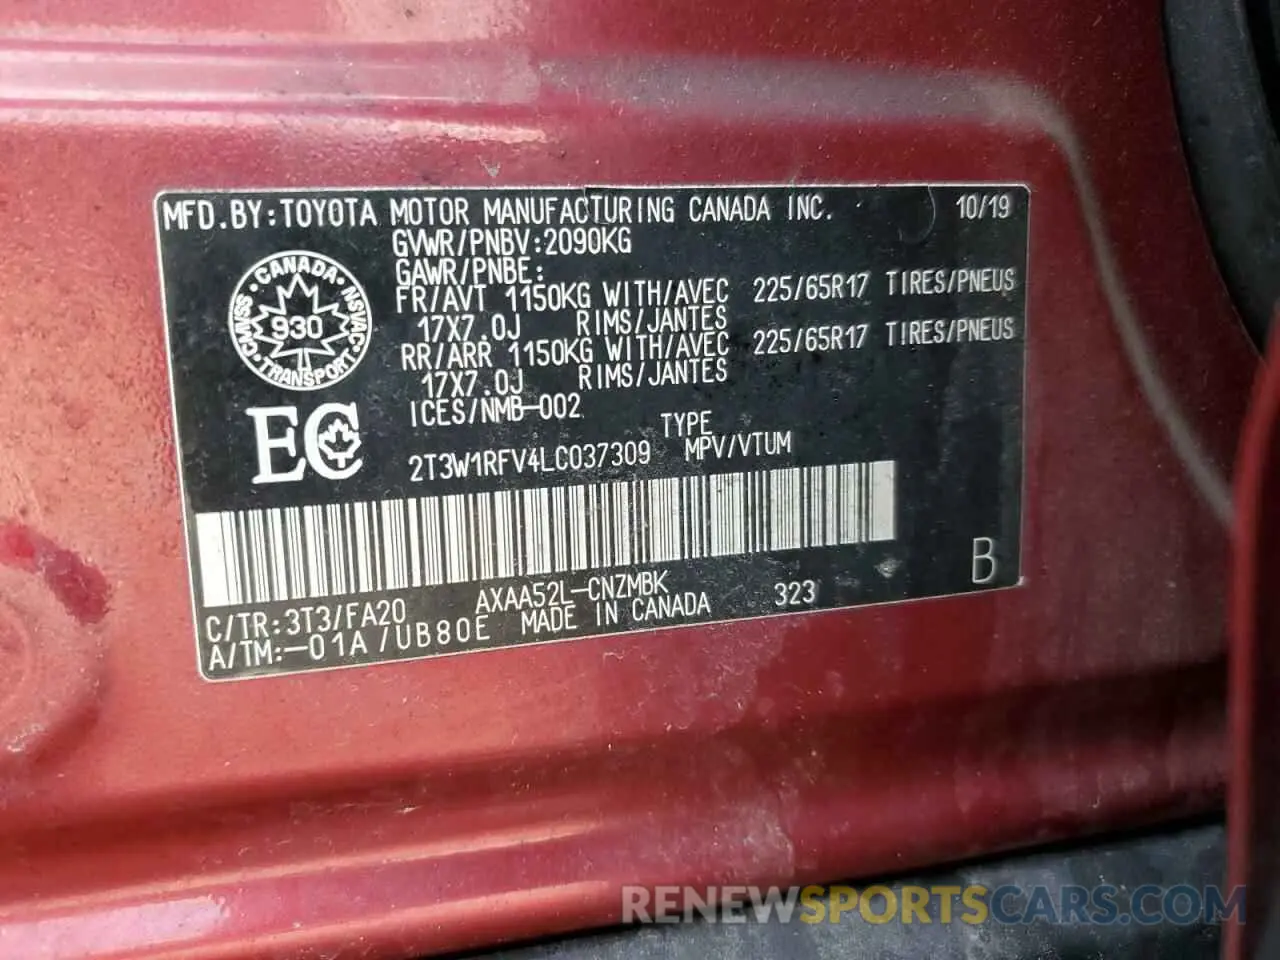 MFD.BY:TOYOTA MOTOR MANUFACTURING CANADA INC. 10/19
GVWR/PNBV:2090KG
GAWR/PNBE:
FR/AVT 1150KG WITH/AVEC 225/65R17 TIRES/PNEUS
17X7.0J RIMS/JANTES
RR/ARR 1150KG WITH/AVEC 225/65R17 TIRES/PNEUS
17X7.0J RIMS/JANTES
ICES/NMB-002
CANADA
CMVSS 930 NSVAC
TRANSPORT
EC
TYPE
2T3W1RFV4LC037309 MPV/VTUM
C/TR:3T3/FA20 AXAA52L-CNZMBK 323 B
A/TM:-01A/UB80E MADE IN CANADA
RENEWSPORTSCARS.COM